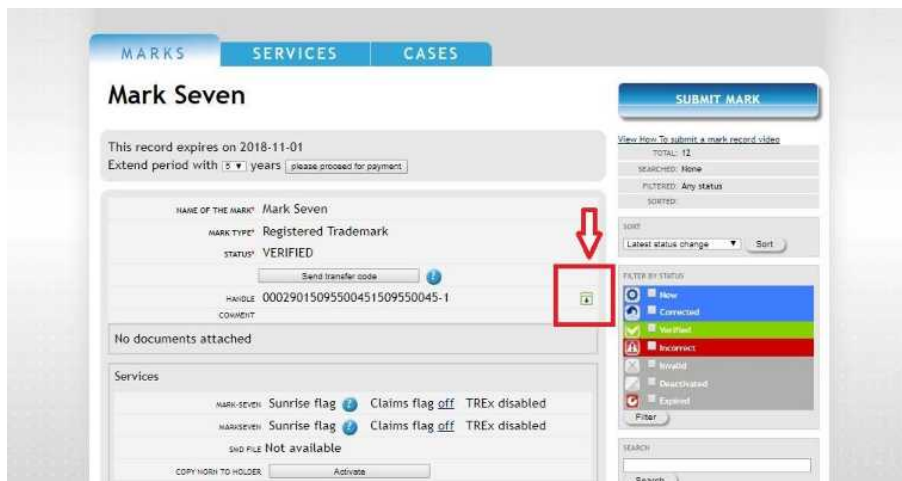 MARKS SERVICES CASES
Mark Seven
This record expires on 2018-11-01
Extend period with 5 years please proceed for payment
NAME OF THE MARK* Mark Seven
MARK TYPE* Registered Trademark
STATUS* VERIFIED
Send transfer code
HANDLE 00029015095500451509550045-1
COMMENT
No documents attached
Services
MARK-SEVEN Sunrise flag Claims flag off TREx disabled
MARKSEVEN Sunrise flag Claims flag off TREx disabled
SMD FILE Not available
COPY NORN TO HOLDER Activate
SUBMIT MARK
View How To submit a mark record video
TOTAL: 12
SEARCHED: None
FILTERED: Any status
SORTED:
SORT
Latest status change Sort
FILTER BY STATUS
New
Corrected
Verified
Incorrect
Invalid
Deactivated
Expired
Filter
SEARCH
Search